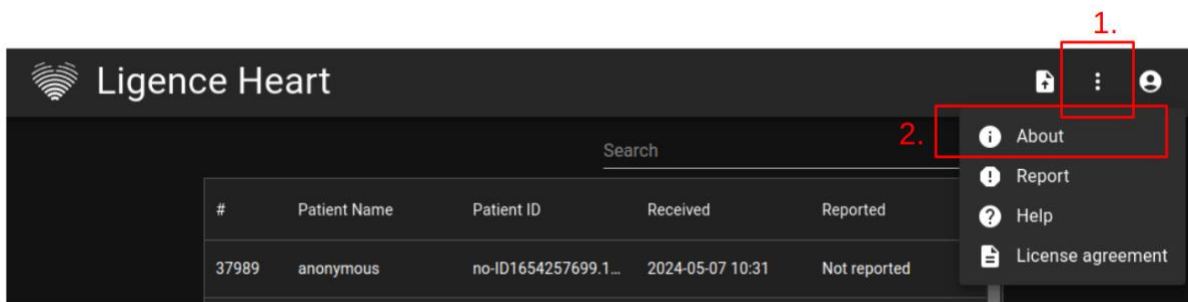 1.
Ligence Heart
2.
About
Search
Report
# Patient Name Patient ID Received Reported
Help
37989 anonymous no-ID1654257699.1... 2024-05-07 10:31 Not reported
License agreement